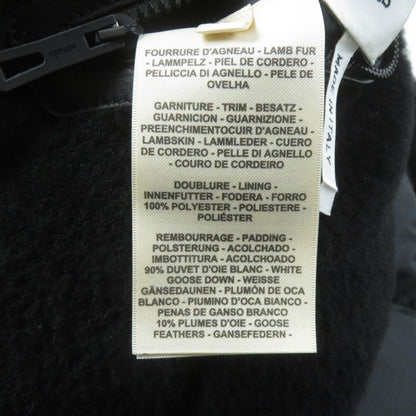 HERMES
MADE IN ITALY
FOURRURE D'AGNEAU - LAMB FUR
- LAMMPELZ - PIEL DE CORDERO -
PELLICCIA DI AGNELLO - PELE DE
OVELHA
GARNITURE - TRIM - BESATZ -
GUARNICION - GUARNIZIONE -
PREENCHIMENTOCUIR D'AGNEAU -
LAMBSKIN - LAMMLEDER - CUERO
DE CORDERO - PELLE DI AGNELLO
- COURO DE CORDEIRO
DOUBLURE - LINING -
INNENFUTTER - FODERA - FORRO
100% POLYESTER - POLIESTERE -
POLIÉSTER
REMBOURRAGE - PADDING -
POLSTERUNG - ACOLCHADO -
IMBOTTITURA - ACOLCHOADO
90% DUVET D'OIE BLANC - WHITE
GOOSE DOWN - WEISSE
GÄNSEDAUNEN - PLUMÓN DE OCA
BLANCO - PIUMINO D'OCA BIANCO -
PENAS DE GANSO BRANCO
10% PLUMES D'OIE - GOOSE
FEATHERS - GANSEFEDERN -